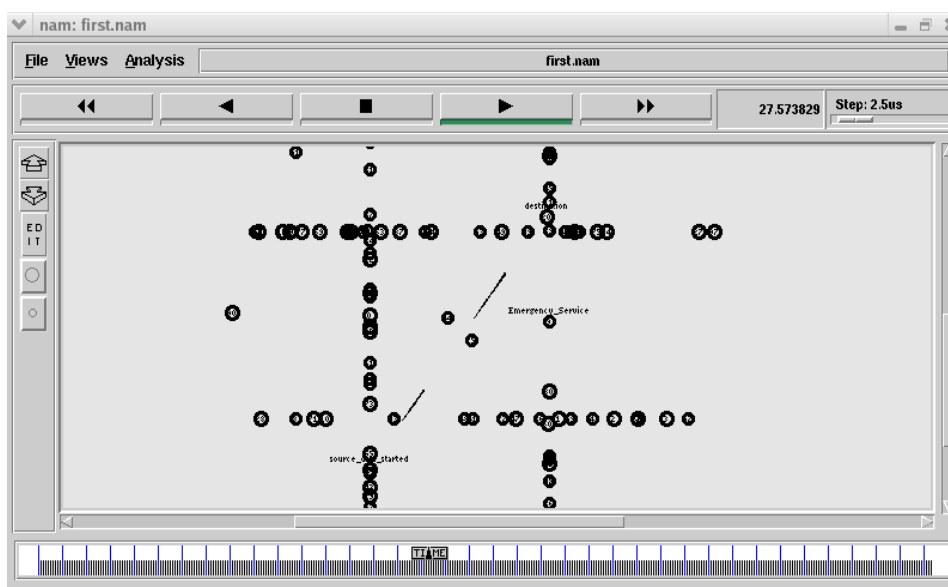 nam: first.nam
File Views Analysis first.nam
27.573829 Step: 2.5us
ED
IT
destination
Emergency_Service
TIME